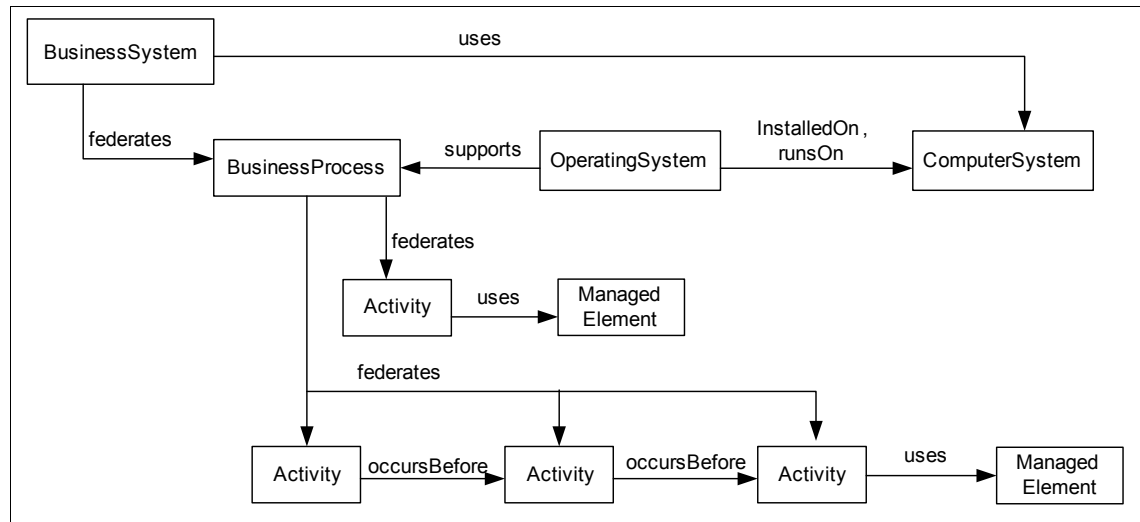 BusinessSystem
uses
federates
BusinessProcess
supports
OperatingSystem
InstalledOn ,
runsOn
ComputerSystem
federates
Activity
uses
Managed
Element
federates
Activity
occursBefore
Activity
occursBefore
Activity
uses
Managed
Element